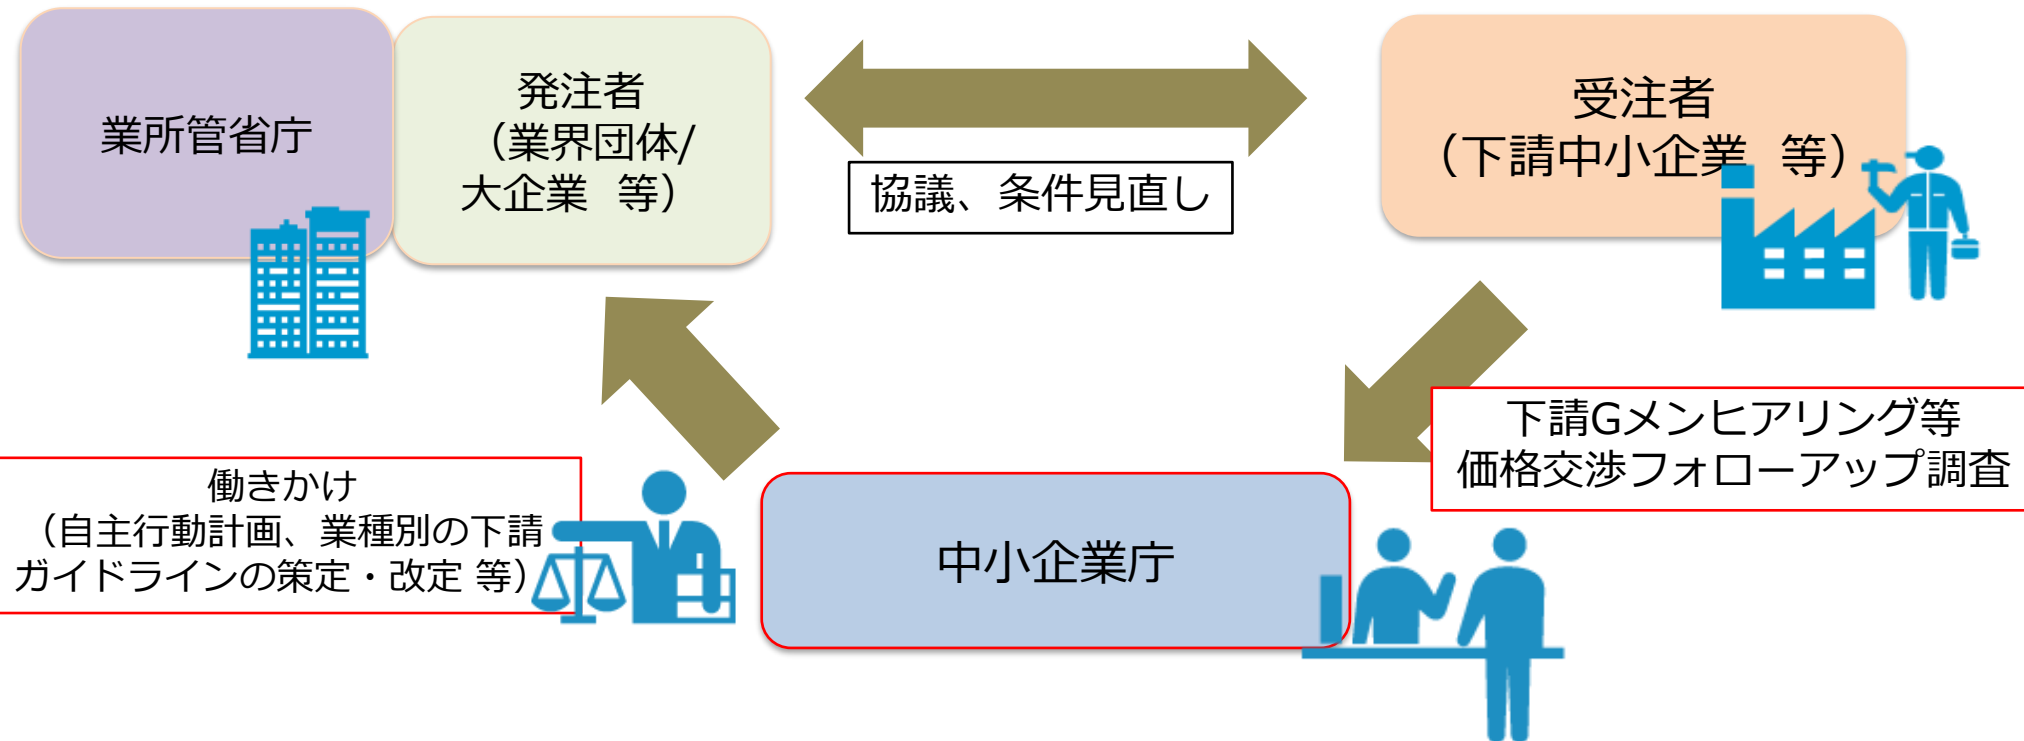 業所管省庁
発注者
（業界団体/
大企業 等）
協議、条件見直し
受注者
（下請中小企業 等）
下請Gメンヒアリング等
価格交渉フォローアップ調査
働きかけ
（自主行動計画、業種別の下請
ガイドラインの策定・改定 等）
中小企業庁